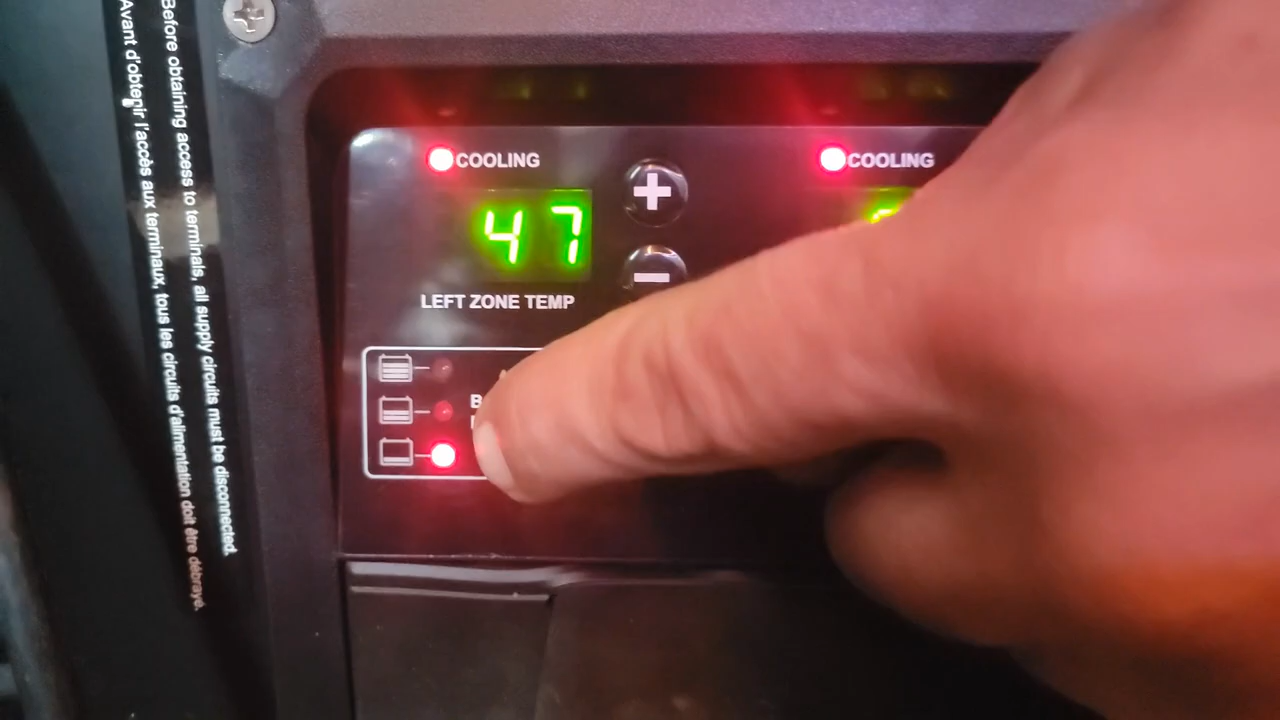 Before obtaining access to terminals, all supply circuits must be disconnected.
Avant d'obtenir l'accès aux terminaux, tous les circuits d'alimentation doit être débrayé.
COOLING
COOLING
47
+
−
LEFT ZONE TEMP